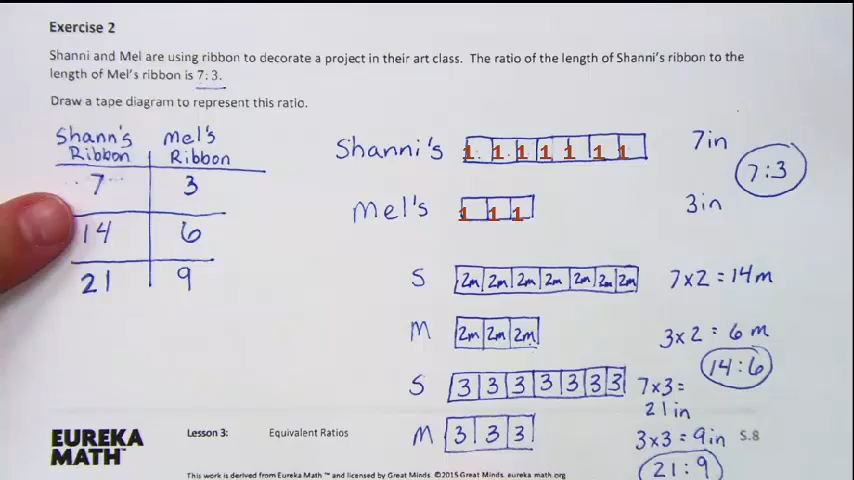 Exercise 2
Shanni and Mel are using ribbon to decorate a project in their art class. The ratio of the length of Shanni's ribbon to the
length of Mel's ribbon is 7: 3.
Draw a tape diagram to represent this ratio.
Shann's Mel's
Ribbon Ribbon
7 3
14 6
21 9
Shanni's 1 1 1 1 1 1 1 7in
7:3
Mel's 1 1 1 3in
S 2m 2m 2m 2m 2m 2m 2m 7x2=14m
M 2m 2m 2m 3x2= 6 m
14:6
S 3 3 3 3 3 3 3 7x3=
21in
M 3 3 3 3x3=9in
21:9
EUREKA
MATH™
Lesson 3: Equivalent Ratios
S.8
This work is derived from Eureka Math™ and licensed by Great Minds. ©2015 Great Minds. eureka math.org